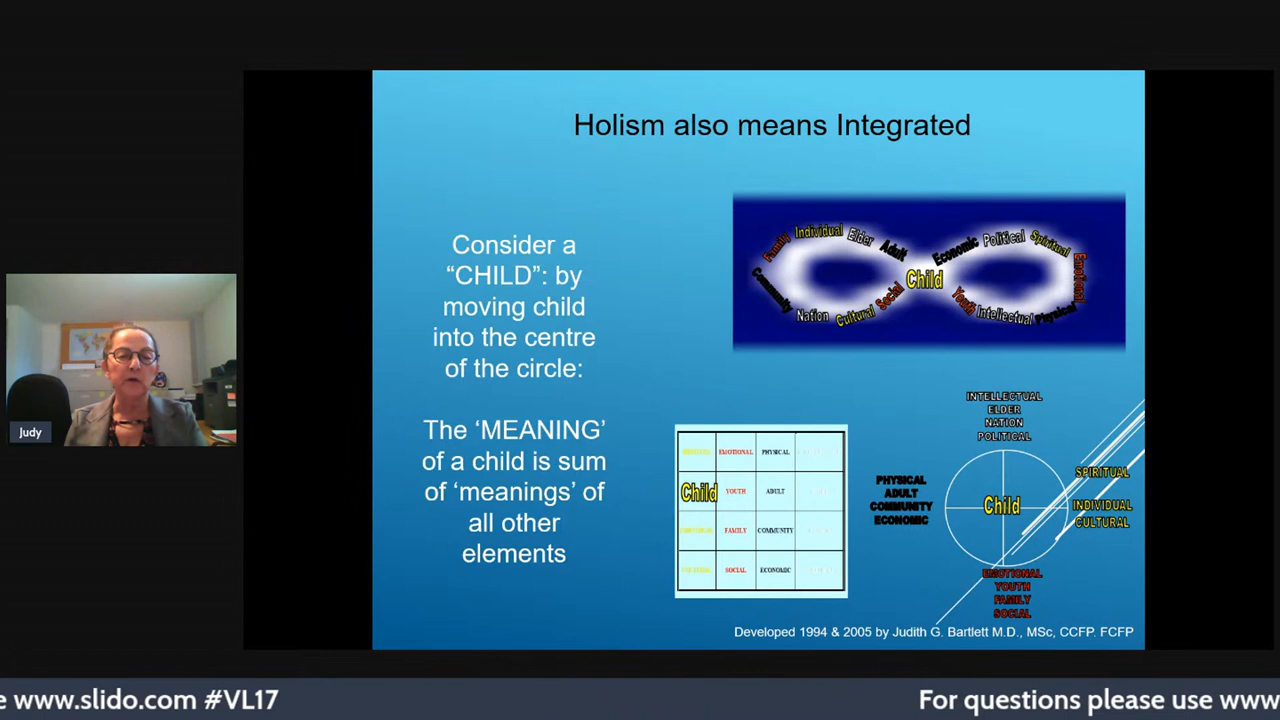 Holism also means Integrated
Consider a
“CHILD”: by
moving child
into the centre
of the circle:
The ‘MEANING’
of a child is sum
of ‘meanings’ of
all other
elements
Family Individual Elder Adult Economic Political Spiritual
Community Child Emotional
Nation Cultural Social Youth Intellectual Physical
EMOTIONAL PHYSICAL
Child YOUTH ADULT
FAMILY COMMUNITY
SOCIAL ECONOMIC
INTELLECTUAL
ELDER
NATION
POLITICAL
PHYSICAL
ADULT
COMMUNITY
ECONOMIC
Child
SPIRITUAL
INDIVIDUAL
CULTURAL
EMOTIONAL
YOUTH
FAMILY
SOCIAL
Developed 1994 & 2005 by Judith G. Bartlett M.D., MSc, CCFP. FCFP
Judy
e www.slido.com #VL17
For questions please use www